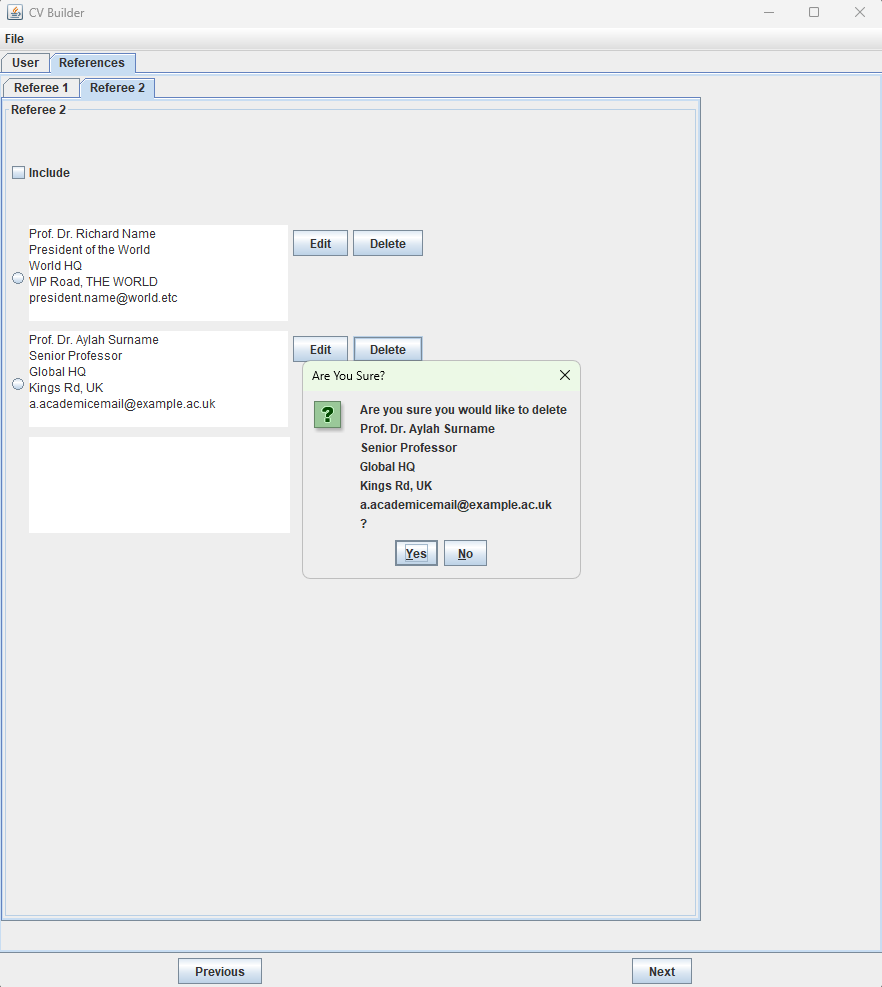 CV Builder
File
User References
Referee 1 Referee 2
Referee 2
Include
Prof. Dr. Richard Name
President of the World
World HQ
VIP Road, THE WORLD
president.name@world.etc
Edit Delete
Prof. Dr. Aylah Surname
Senior Professor
Global HQ
Kings Rd, UK
a.academicemail@example.ac.uk
Edit Delete
Are You Sure?
?
Are you sure you would like to delete
Prof. Dr. Aylah Surname
Senior Professor
Global HQ
Kings Rd, UK
a.academicemail@example.ac.uk
?
Yes No
Previous Next